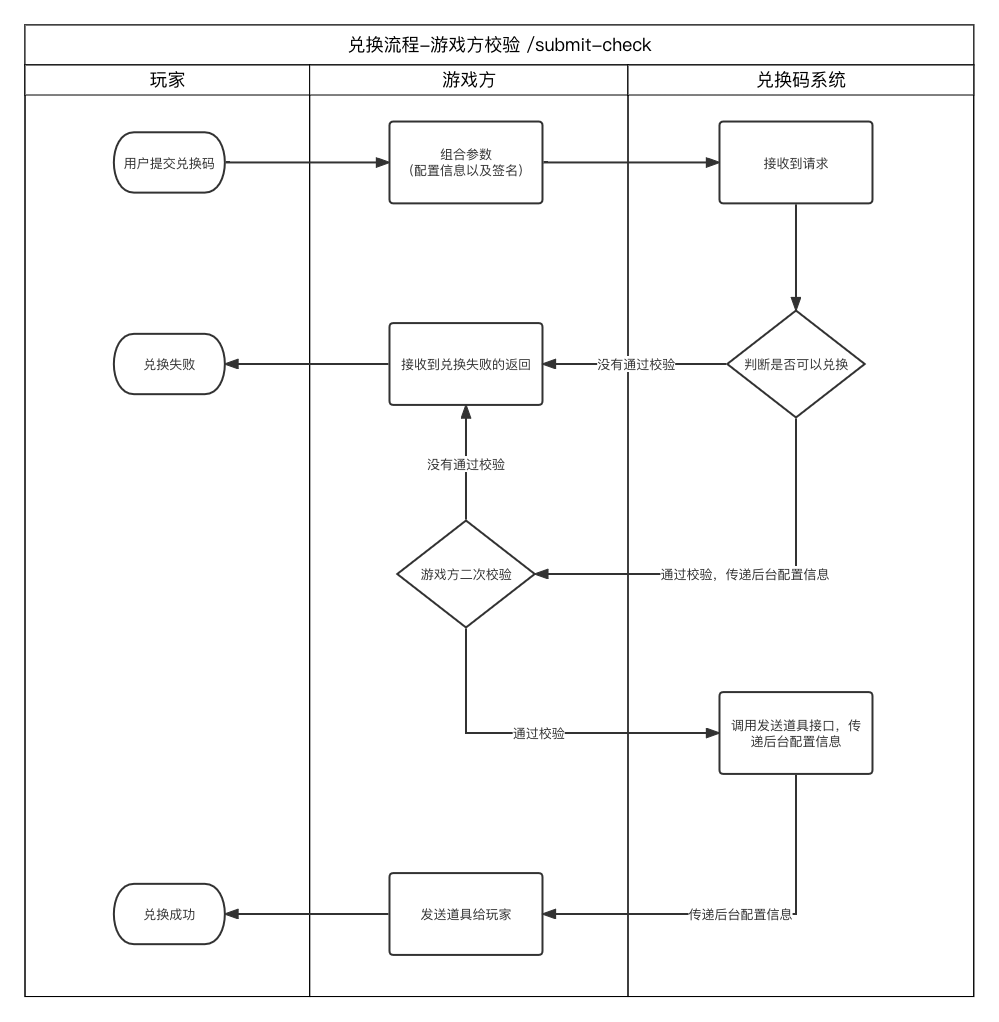 兑换流程-游戏方校验 /submit-check
玩家
游戏方
兑换码系统
用户提交兑换码
组合参数
（配置信息以及签名）
接收到请求
兑换失败
接收到兑换失败的返回
没有通过校验
判断是否可以兑换
没有通过校验
游戏方二次校验
通过校验，传递后台配置信息
通过校验
调用发送道具接口，传
递后台配置信息
兑换成功
发送道具给玩家
传递后台配置信息